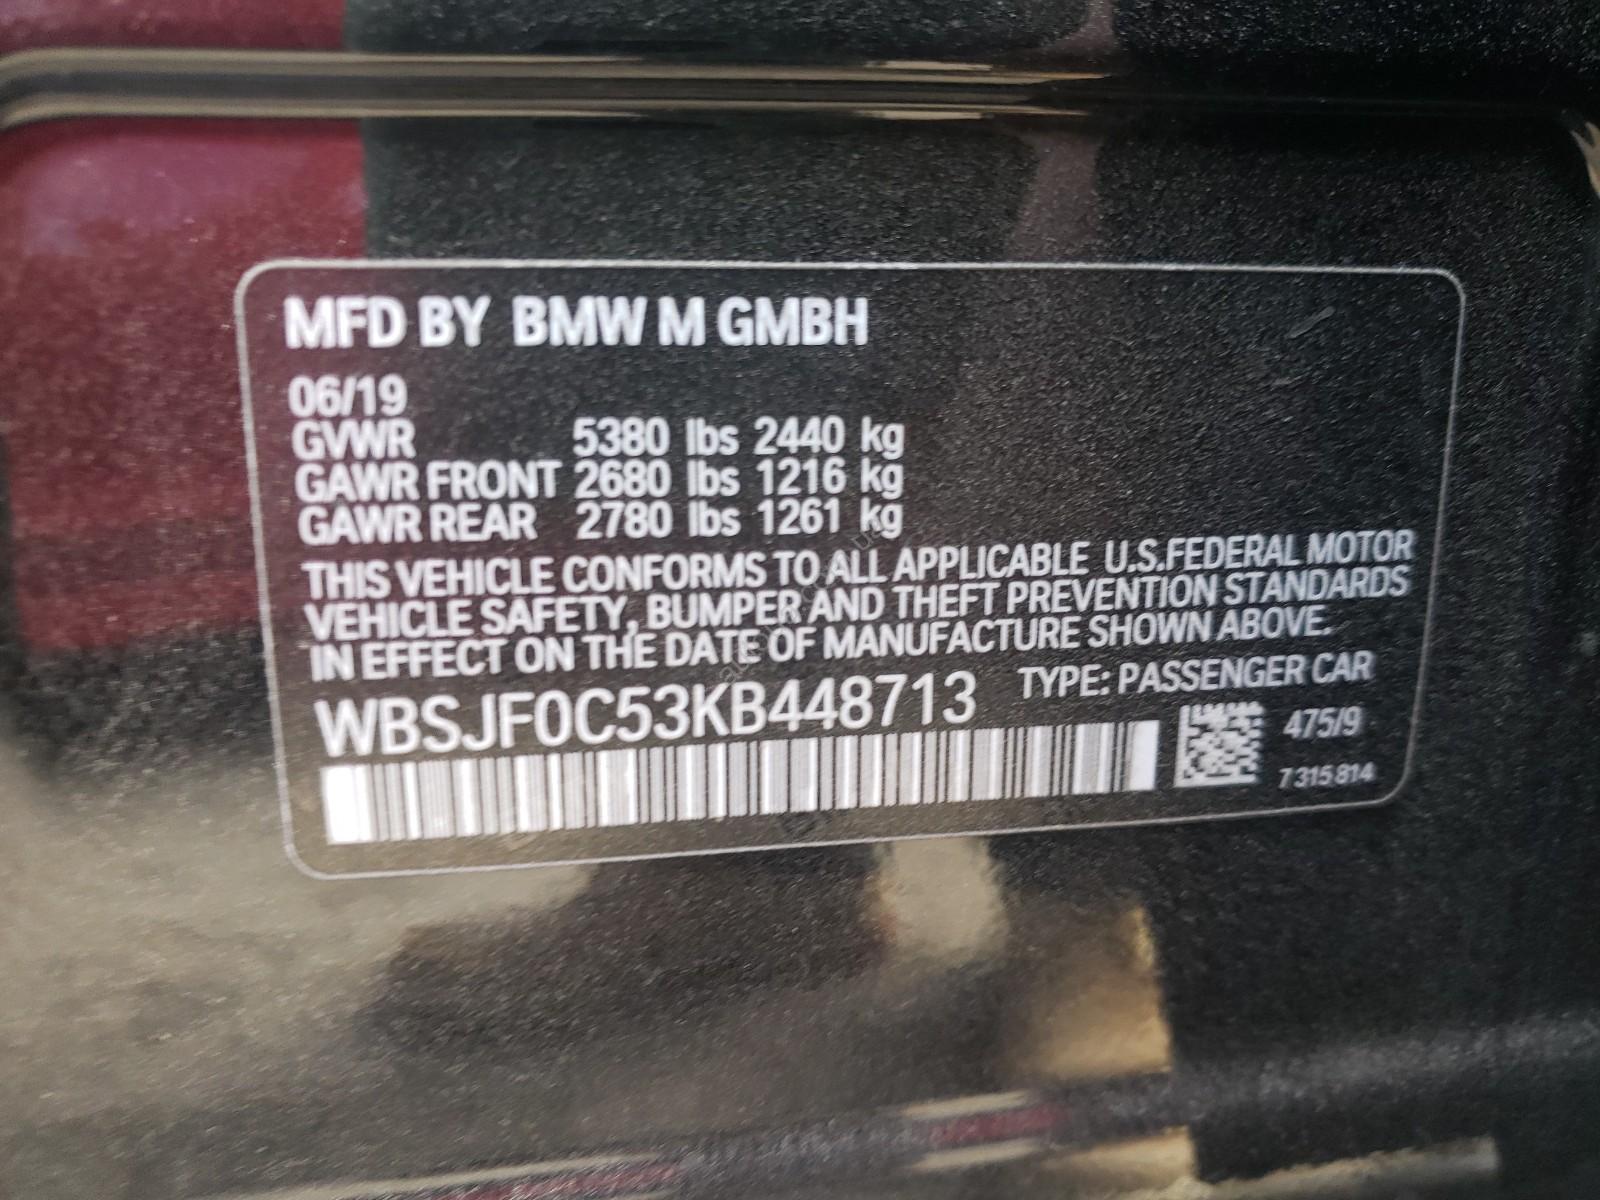 MFD BY BMW M GMBH
06/19
GVWR 5380 lbs 2440 kg
GAWR FRONT 2680 lbs 1216 kg
GAWR REAR 2780 lbs 1261 kg
THIS VEHICLE CONFORMS TO ALL APPLICABLE U.S.FEDERAL MOTOR
VEHICLE SAFETY, BUMPER AND THEFT PREVENTION STANDARDS
IN EFFECT ON THE DATE OF MANUFACTURE SHOWN ABOVE.
WBSJF0C53KB448713 TYPE: PASSENGER CAR
475/9
7 315 814